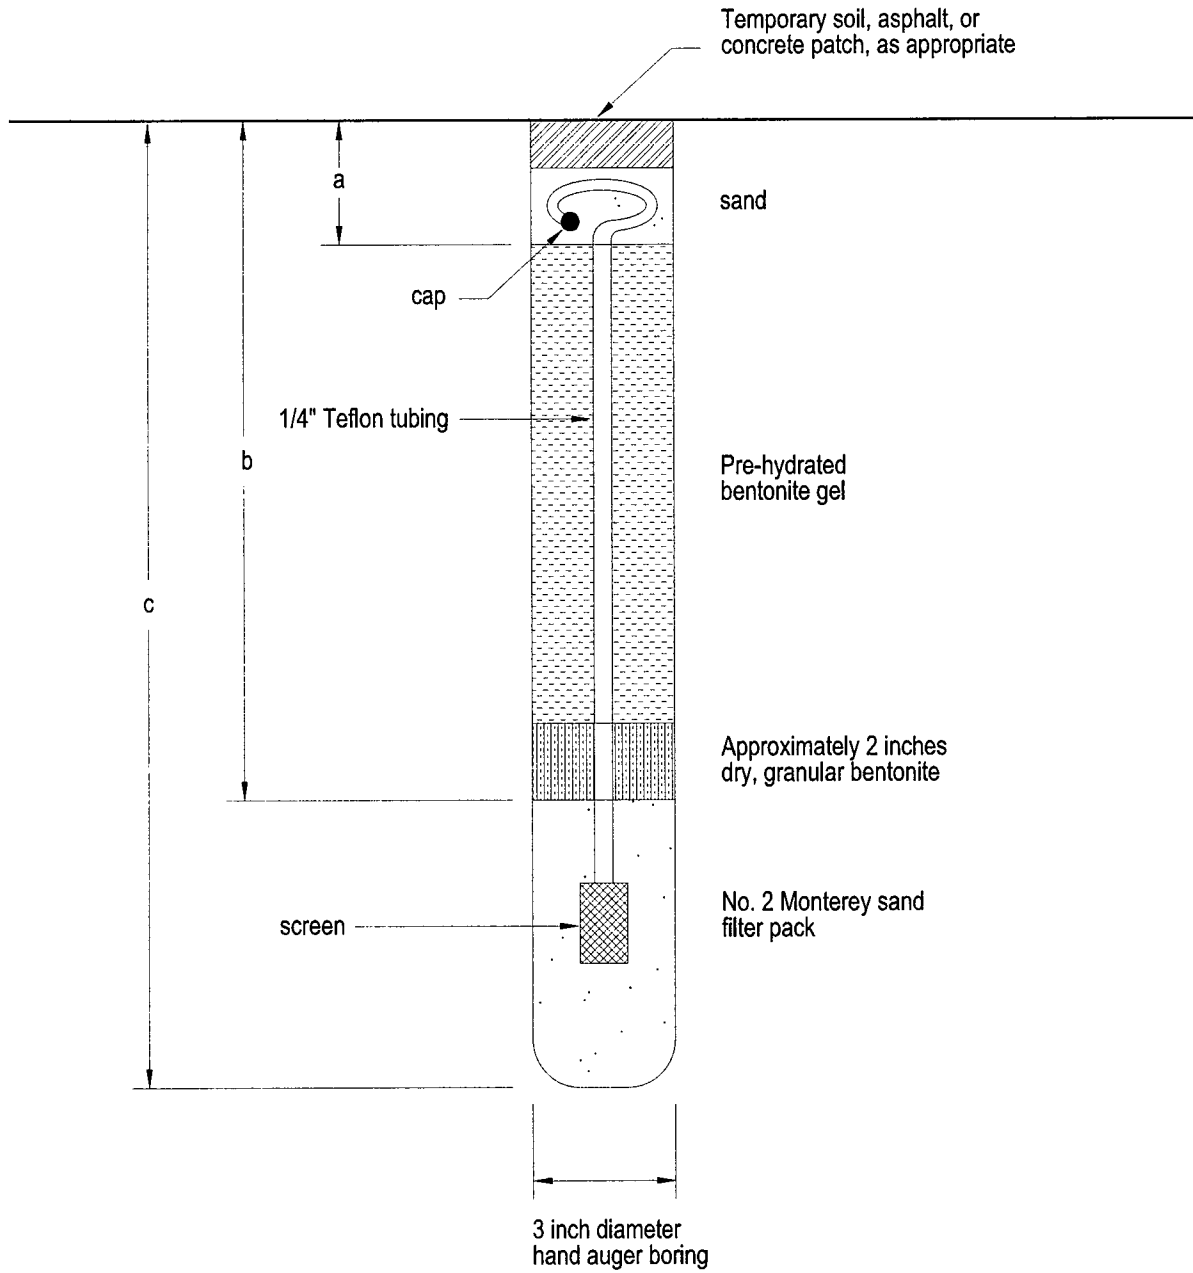 Temporary soil, asphalt, or
concrete patch, as appropriate
a
sand
cap
1/4" Teflon tubing
b
Pre-hydrated
bentonite gel
c
Approximately 2 inches
dry, granular bentonite
No. 2 Monterey sand
filter pack
screen
3 inch diameter
hand auger boring